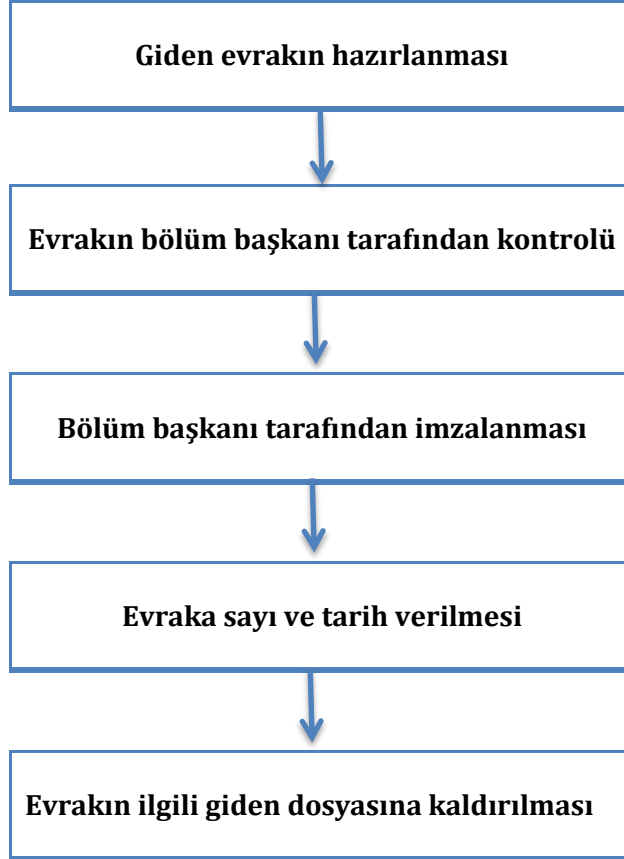 Giden evrakın hazırlanması
Evrakın bölüm başkanı tarafından kontrolü
Bölüm başkanı tarafından imzalanması
Evraka sayı ve tarih verilmesi
Evrakın ilgili giden dosyasına kaldırılması